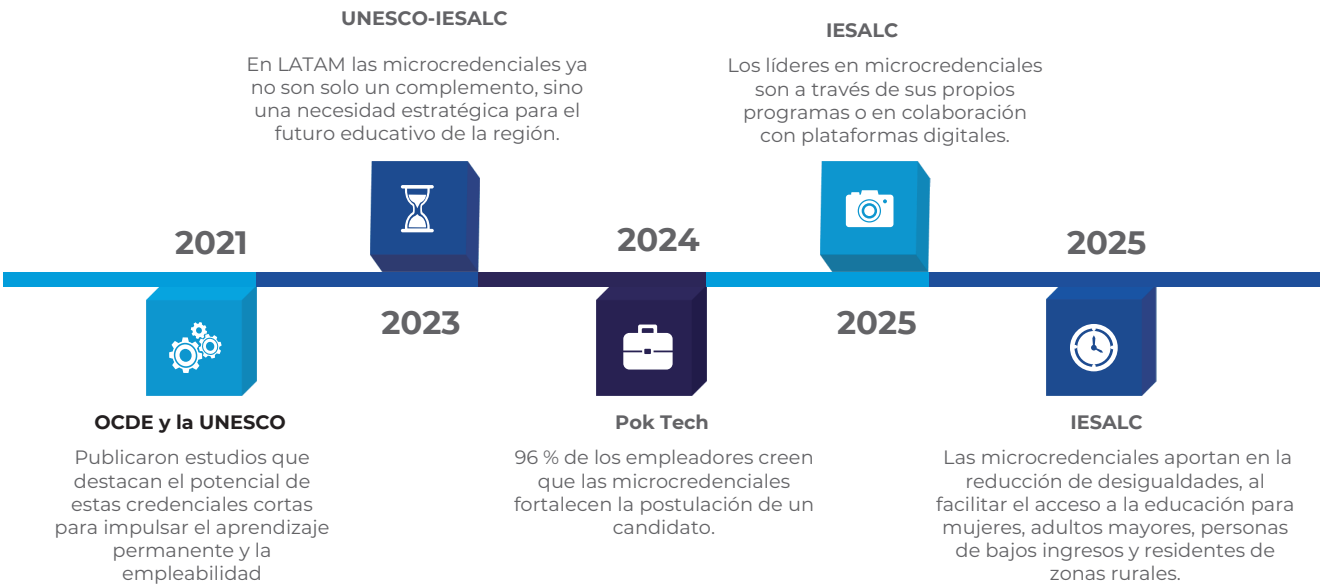 2021
OCDE y la UNESCO
Publicaron estudios que
destacan el potencial de
estas credenciales cortas
para impulsar el aprendizaje
permanente y la
empleabilidad
UNESCO-IESALC
En LATAM las microcredenciales ya
no son solo un complemento, sino
una necesidad estratégica para el
futuro educativo de la región.
2023
2024
Pok Tech
96 % de los empleadores creen
que las microcredenciales
fortalecen la postulación de un
candidato.
IESALC
Los líderes en microcredenciales
son a través de sus propios
programas o en colaboración
con plataformas digitales.
2025
2025
IESALC
Las microcredenciales aportan en la
reducción de desigualdades, al
facilitar el acceso a la educación para
mujeres, adultos mayores, personas
de bajos ingresos y residentes de
zonas rurales.